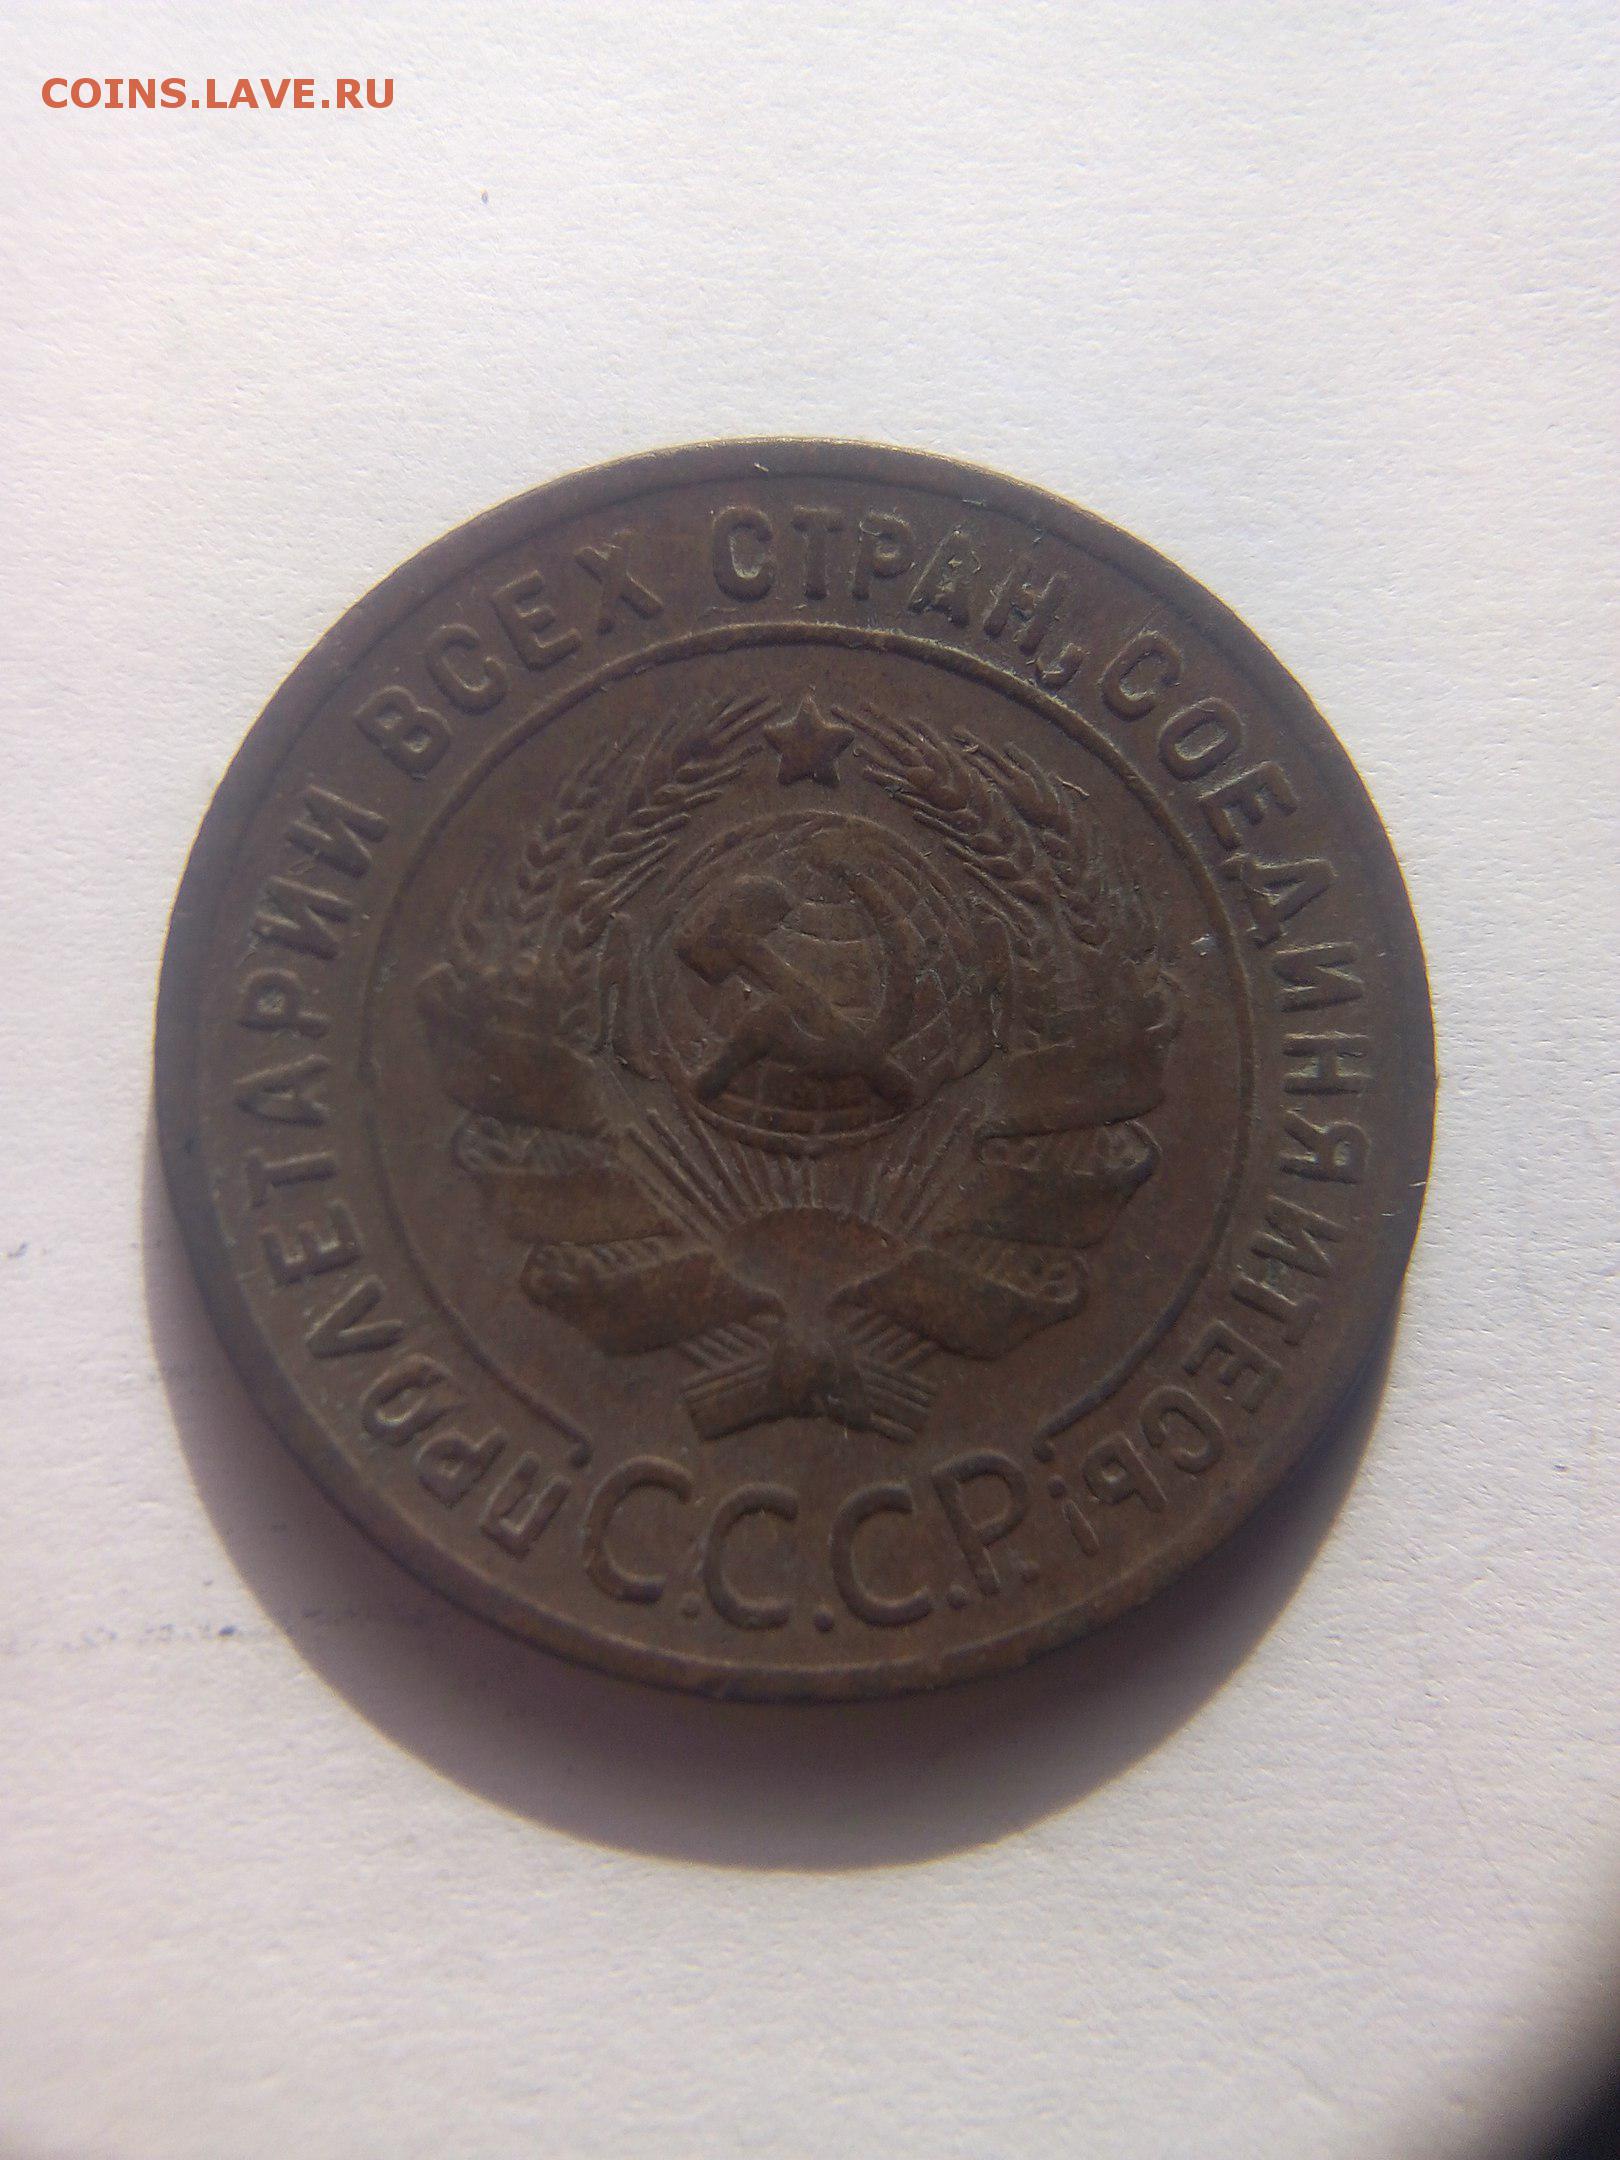 COINS.LAVE.RU
ПРОЛЕТАРИИ ВСЕХ СТРАН, СОЕДИНЯЙТЕСЬ!
С.С.С.Р.